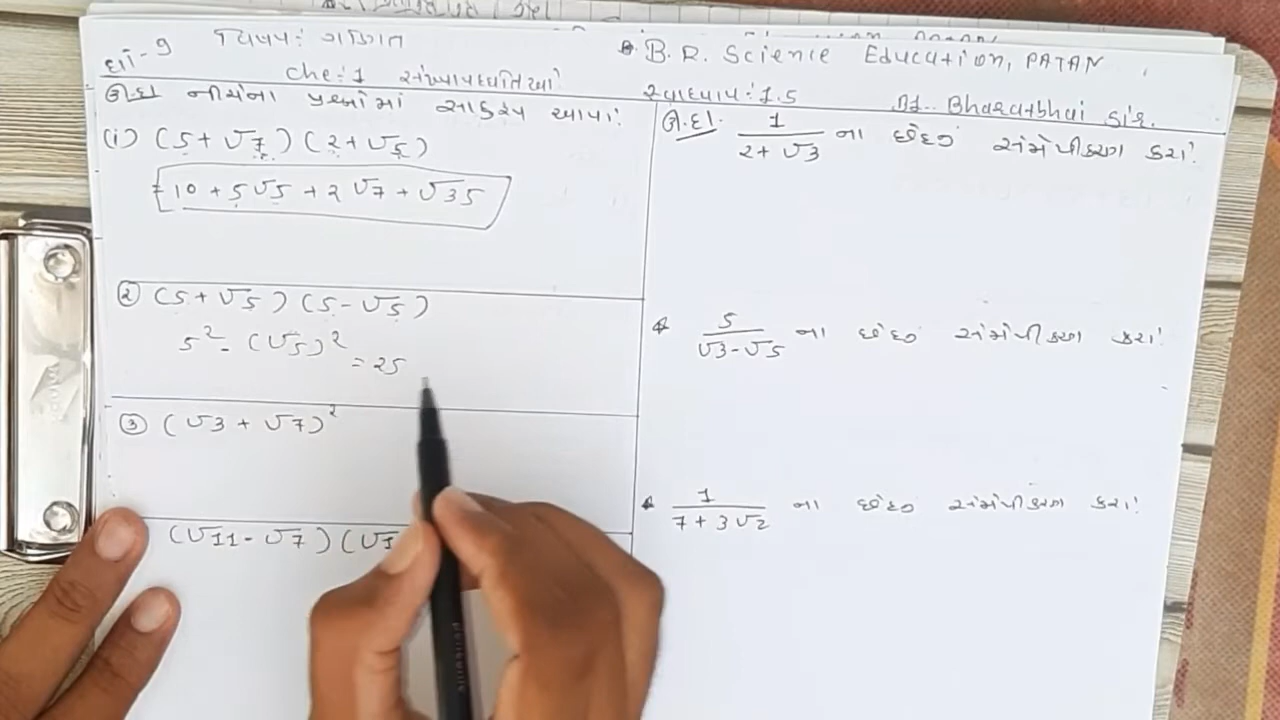 ધો-9 વિષય: ગણિત
B.R. Science Education, PATAN
Che:1 સંખ્યાપદ્ધતિઓ
સ્વાધ્યાય: 1.5 By. Bharatbhai સર.
ઉ.દા નીચેના પ્રશ્નોમાં સાદુરૂપ આપો:
(i) (5+√7)(2+√5)
= 10 + 5√5 + 2√7 + √35
② (5+√5)(5-√5)
5² - (√5)²
= 25
③ (√3 + √7)²
(√11 - √7)(√1
ઉ.દા. 1/(2+√3) ના છેદનું સંમેયીકરણ કરો:
* 5/(√3-√5) ના છેદનું સંમેયીકરણ કરો:
* 1/(7+3√2) ના છેદનું સંમેયીકરણ કરો: